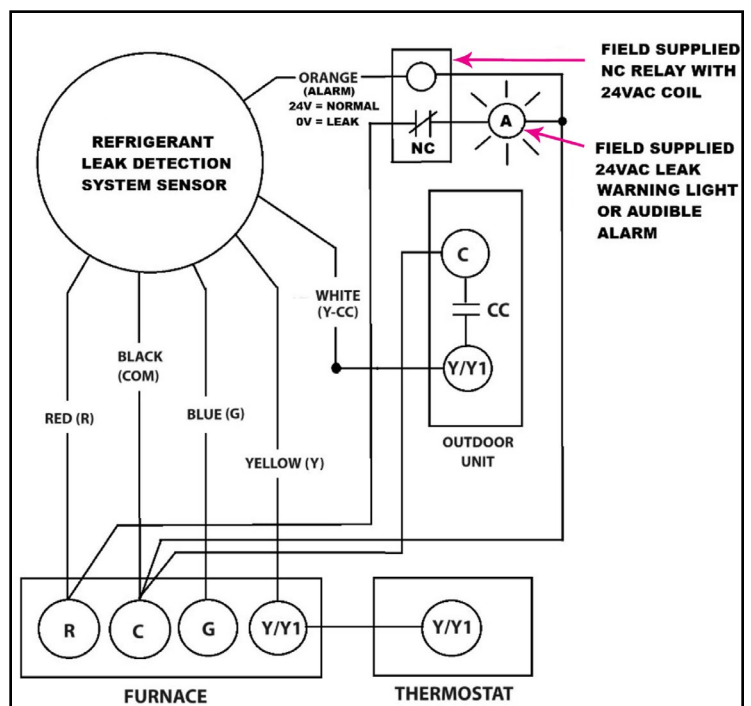 REFRIGERANT
LEAK DETECTION
SYSTEM SENSOR
ORANGE
(ALARM)
24V = NORMAL
0V = LEAK
NC
A
FIELD SUPPLIED
NC RELAY WITH
24VAC COIL
FIELD SUPPLIED
24VAC LEAK
WARNING LIGHT
OR AUDIBLE
ALARM
C
CC
Y/Y1
OUTDOOR
UNIT
WHITE
(Y-CC)
BLACK
(COM)
RED (R)
BLUE (G)
YELLOW (Y)
R
C
G
Y/Y1
FURNACE
Y/Y1
THERMOSTAT